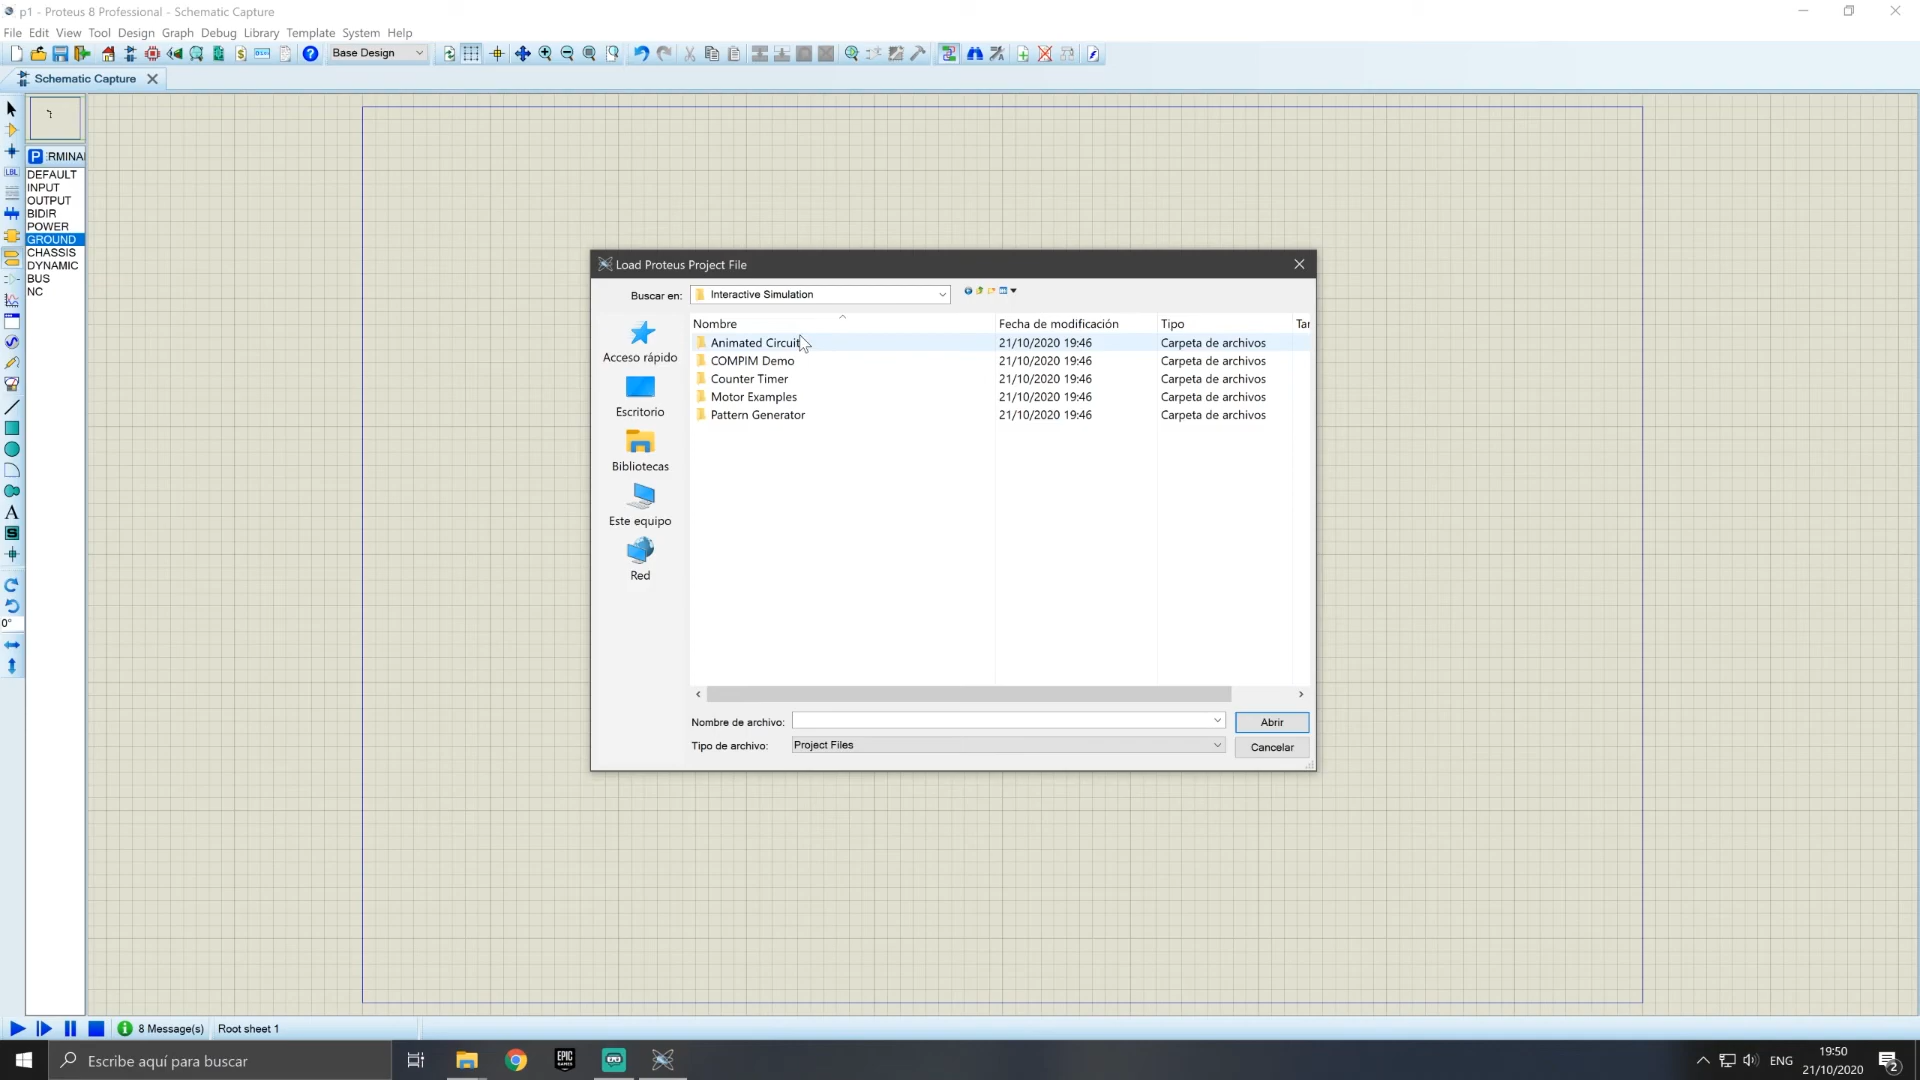 p1 - Proteus 8 Professional - Schematic Capture
File Edit View Tool Design Graph Debug Library Template System Help
Base Design
Schematic Capture
P
DEFAULT
INPUT
OUTPUT
BIDIR
POWER
GROUND
CHASSIS
DYNAMIC
BUS
NC
LBL
A
S
0°
Load Proteus Project File
Buscar en: Interactive Simulation
Nombre Fecha de modificación Tipo
Animated Circuit 21/10/2020 19:46 Carpeta de archivos
COMPIM Demo 21/10/2020 19:46 Carpeta de archivos
Counter Timer 21/10/2020 19:46 Carpeta de archivos
Motor Examples 21/10/2020 19:46 Carpeta de archivos
Pattern Generator 21/10/2020 19:46 Carpeta de archivos
Acceso rápido
Escritorio
Bibliotecas
Este equipo
Red
Nombre de archivo: Abrir
Tipo de archivo: Project Files Cancelar
8 Message(s) Root sheet 1
Escribe aquí para buscar
EPIC
GAMES
ENG
19:50
21/10/2020
2